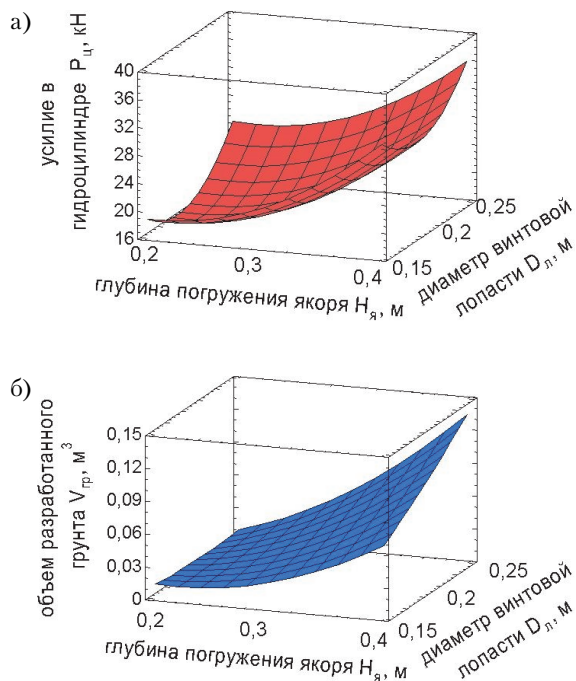 а)
усилие в
гидроцилиндре Рц, кН
40
36
32
28
24
20
16
0,2
0,3
0,4
глубина погружения якоря Ня, м
0,15
0,2
0,25
диаметр винтовой
лопасти Dл, м
б)
объем разработанного
грунта Vгр, м³
0,15
0,12
0,09
0,06
0,03
0
0,2
0,3
0,4
глубина погружения якоря Ня, м
0,15
0,2
0,25
диаметр винтовой
лопасти Dл, м